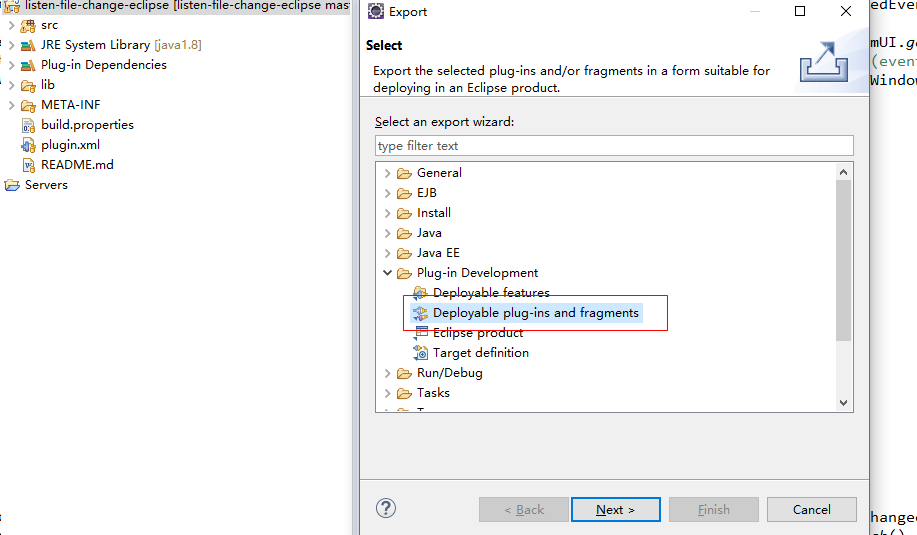 listen-file-change-eclipse [listen-file-change-eclipse mas
src
JRE System Library [java1.8]
Plug-in Dependencies
lib
META-INF
build.properties
plugin.xml
README.md
Servers
Export
Select
Export the selected plug-ins and/or fragments in a form suitable for
deploying in an Eclipse product.
Select an export wizard:
type filter text
General
EJB
Install
Java
Java EE
Plug-in Development
Deployable features
Deployable plug-ins and fragments
Eclipse product
Target definition
Run/Debug
Tasks
< Back
Next >
Finish
Cancel
edEve
mUI.ge
(even
Window
hange